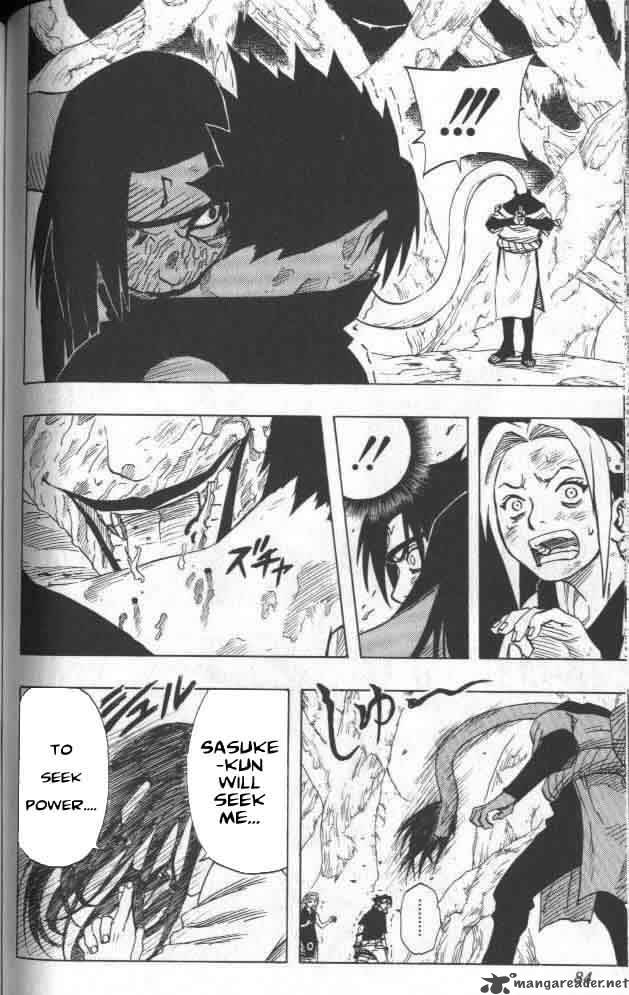 !!!!
!!
ズチャ
しゅー
........
シュル
SASUKE
-KUN
WILL
SEEK
ME...
TO
SEEK
POWER....
84
mangareader.net